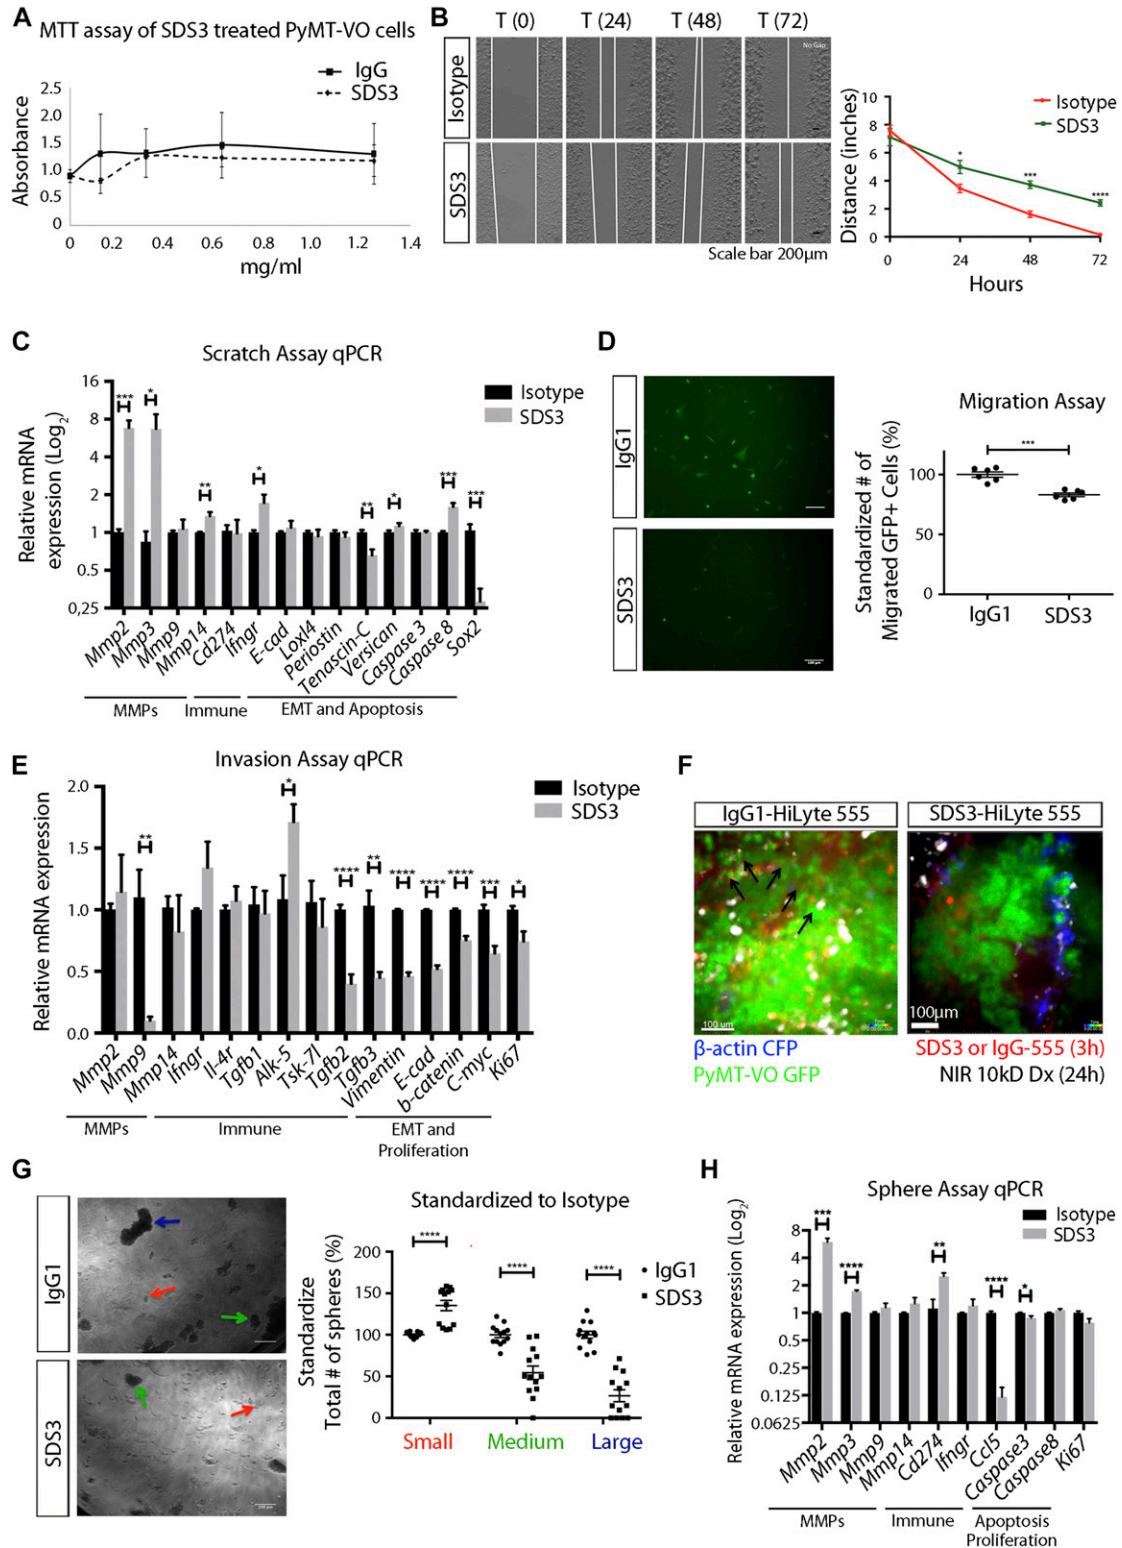 A
MTT assay of SDS3 treated PyMT-VO cells
IgG
SDS3
Absorbance
2.5
2.0
1.5
1.0
0.5
0
0 0.2 0.4 0.6 0.8 1.0 1.2 1.4
mg/ml
B
T (0) T (24) T (48) T (72)
Isotype
No Gap
SDS3
Scale bar 200µm
Isotype
SDS3
Distance (inches)
10
8
6
4
2
0
* *** ****
0 24 48 72
Hours
C
Scratch Assay qPCR
Isotype
SDS3
Relative mRNA
expression (Log2)
16
8
4
2
1
0.5
0,25
*** * ** * ** * *** ***
Mmp2 Mmp3 Mmp9 Mmp14 Cd274 Ifngr E-cad Loxl4 Periostin Tenascin-C Versican Caspase 3 Caspase 8 Sox2
MMPs Immune EMT and Apoptosis
D
IgG1
SDS3
Migration Assay
***
Standardized # of
Migrated GFP+ Cells (%)
100
50
0
IgG1 SDS3
E
Invasion Assay qPCR
Isotype
SDS3
Relative mRNA expression
2.0
1.5
1.0
0.5
0.0
** * **** ** **** **** **** *** *
Mmp2 Mmp9 Mmp14 Ifngr Il-4r Tgfb1 Alk-5 Tsk-7l Tgfb2 Tgfb3 Vimentin E-cad b-catenin C-myc Ki67
MMPs Immune EMT and
Proliferation
F
IgG1-HiLyte 555 SDS3-HiLyte 555
100 um
100µm
β-actin CFP SDS3 or IgG-555 (3h)
PyMT-VO GFP NIR 10kD Dx (24h)
G
IgG1
SDS3
Standardized to Isotype
IgG1
SDS3
Standardize
Total # of spheres (%)
200
150
100
50
0
**** **** ****
Small Medium Large
H
Sphere Assay qPCR
Isotype
SDS3
Relative mRNA expression (Log2)
8
4
2
1
0.5
0.25
0.125
0.0625
*** **** ** **** *
Mmp2 Mmp3 Mmp9 Mmp14 Cd274 Ifngr Ccl5 Caspase3 Caspase8 Ki67
MMPs Immune Apoptosis
Proliferation